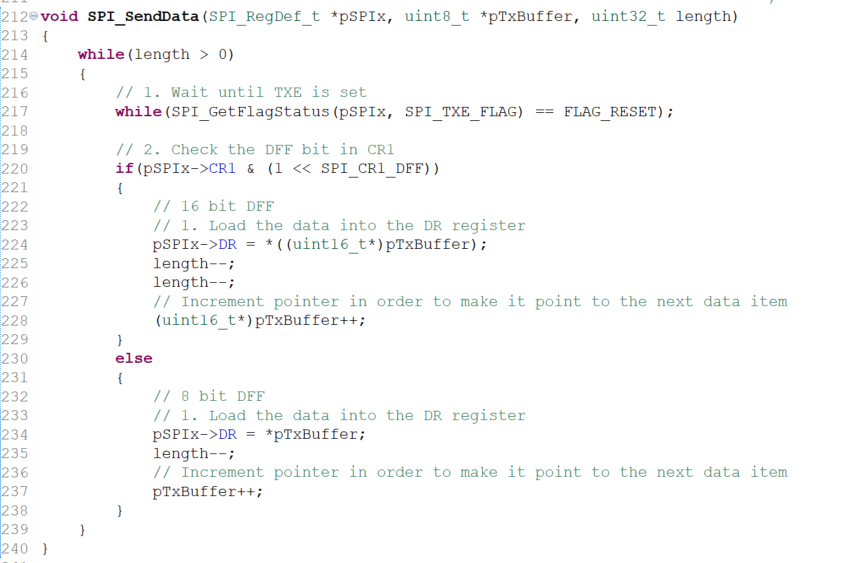 212 void SPI_SendData(SPI_RegDef_t *pSPIx, uint8_t *pTxBuffer, uint32_t length)
213 {
214     while(length > 0)
215     {
216         // 1. Wait until TXE is set
217         while(SPI_GetFlagStatus(pSPIx, SPI_TXE_FLAG) == FLAG_RESET);
218
219         // 2. Check the DFF bit in CR1
220         if(pSPIx->CR1 & (1 << SPI_CR1_DFF))
221         {
222             // 16 bit DFF
223             // 1. Load the data into the DR register
224             pSPIx->DR = *((uint16_t*)pTxBuffer);
225             length--;
226             length--;
227             // Increment pointer in order to make it point to the next data item
228             (uint16_t*)pTxBuffer++;
229         }
230         else
231         {
232             // 8 bit DFF
233             // 1. Load the data into the DR register
234             pSPIx->DR = *pTxBuffer;
235             length--;
236             // Increment pointer in order to make it point to the next data item
237             pTxBuffer++;
238         }
239     }
240 }